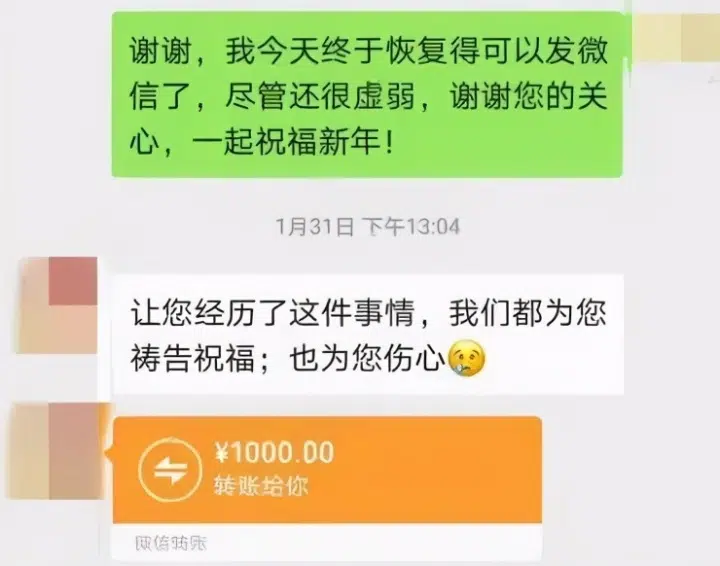 谢谢，我今天终于恢复得可以发微
信了，尽管还很虚弱，谢谢您的关
心，一起祝福新年！
1月31日 下午13:04
让您经历了这件事情，我们都为您
祷告祝福；也为您伤心😢
¥1000.00
转账给你
微信转账